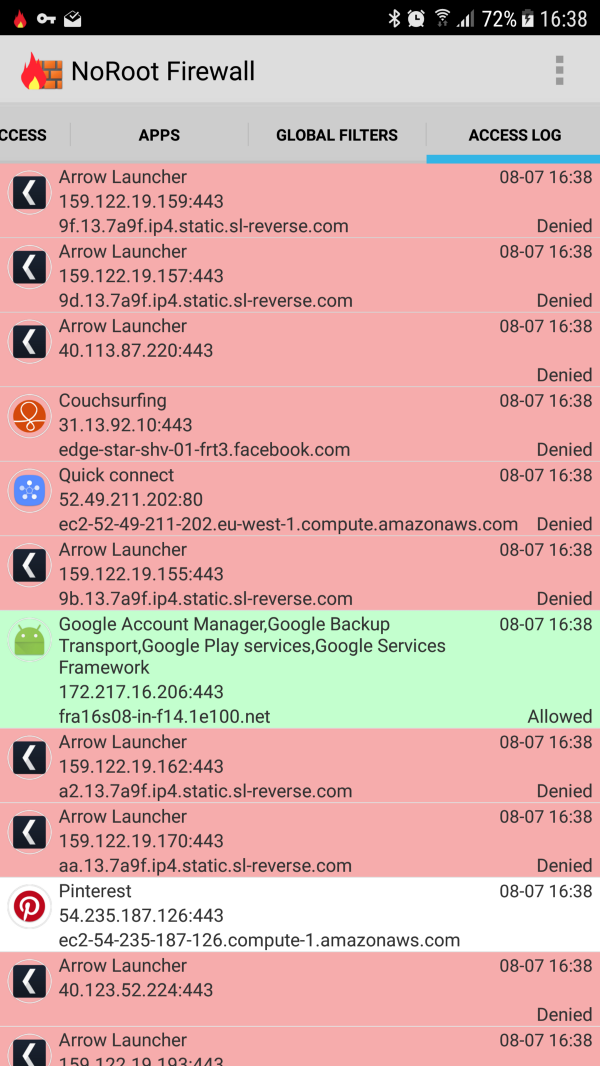 72% 16:38
NoRoot Firewall
CCESS APPS GLOBAL FILTERS ACCESS LOG
Arrow Launcher 08-07 16:38
159.122.19.159:443
9f.13.7a9f.ip4.static.sl-reverse.com Denied
Arrow Launcher 08-07 16:38
159.122.19.157:443
9d.13.7a9f.ip4.static.sl-reverse.com Denied
Arrow Launcher 08-07 16:38
40.113.87.220:443
Denied
Couchsurfing 08-07 16:38
31.13.92.10:443
edge-star-shv-01-frt3.facebook.com Denied
Quick connect 08-07 16:38
52.49.211.202:80
ec2-52-49-211-202.eu-west-1.compute.amazonaws.com Denied
Arrow Launcher 08-07 16:38
159.122.19.155:443
9b.13.7a9f.ip4.static.sl-reverse.com Denied
Google Account Manager,Google Backup 08-07 16:38
Transport,Google Play services,Google Services
Framework
172.217.16.206:443
fra16s08-in-f14.1e100.net Allowed
Arrow Launcher 08-07 16:38
159.122.19.162:443
a2.13.7a9f.ip4.static.sl-reverse.com Denied
Arrow Launcher 08-07 16:38
159.122.19.170:443
aa.13.7a9f.ip4.static.sl-reverse.com Denied
Pinterest 08-07 16:38
54.235.187.126:443
ec2-54-235-187-126.compute-1.amazonaws.com
Arrow Launcher 08-07 16:38
40.123.52.224:443
Denied
Arrow Launcher 08-07 16:38
159.122.19.193:443